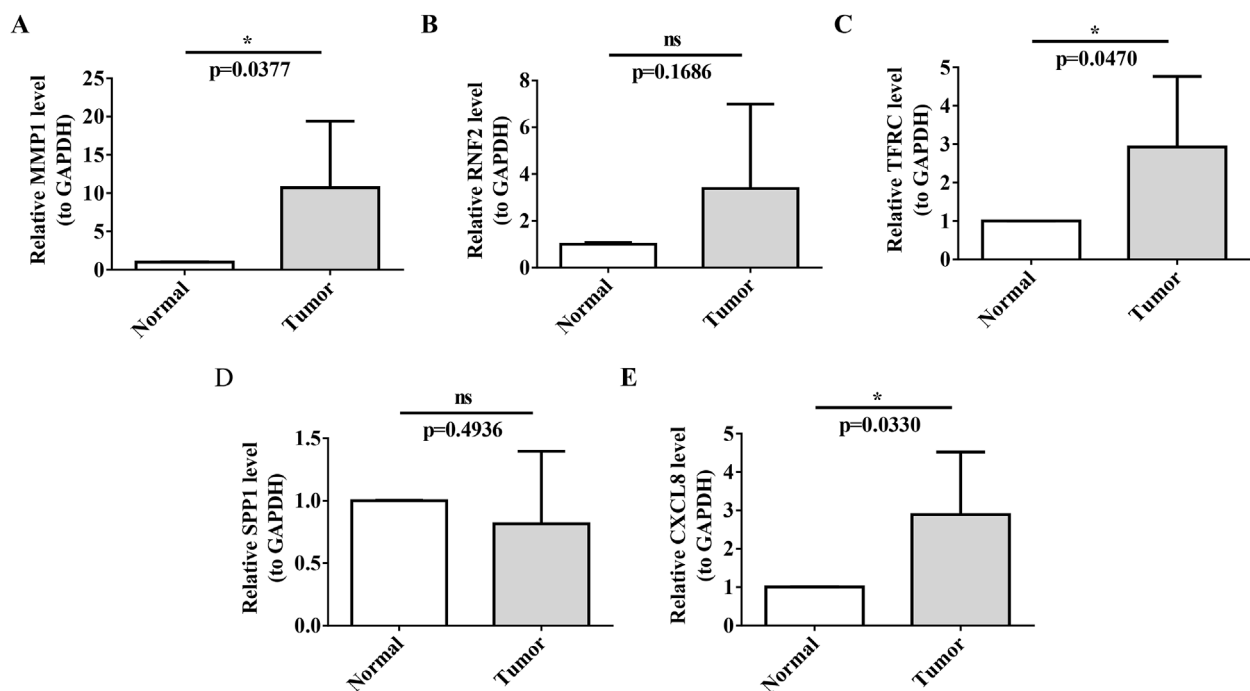 A
*
p=0.0377
Relative MMP1 level
(to GAPDH)
25
20
15
10
5
0
Normal
Tumor
B
ns
p=0.1686
Relative RNF2 level
(to GAPDH)
8
6
4
2
0
Normal
Tumor
C
*
p=0.0470
Relative TFRC level
(to GAPDH)
5
4
3
2
1
0
Normal
Tumor
D
ns
p=0.4936
Relative SPP1 level
(to GAPDH)
1.5
1.0
0.5
0.0
Normal
Tumor
E
*
p=0.0330
Relative CXCL8 level
(to GAPDH)
5
4
3
2
1
0
Normal
Tumor